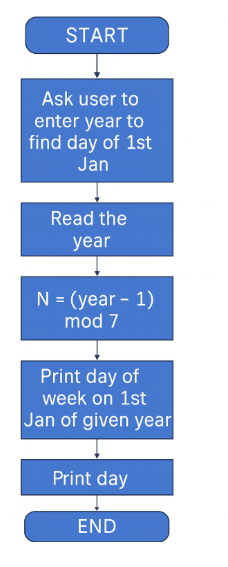 START
Ask user to
enter year to
find day of 1st
Jan
Read the
year
N = (year – 1)
mod 7
Print day of
week on 1st
Jan of given year
Print day
END